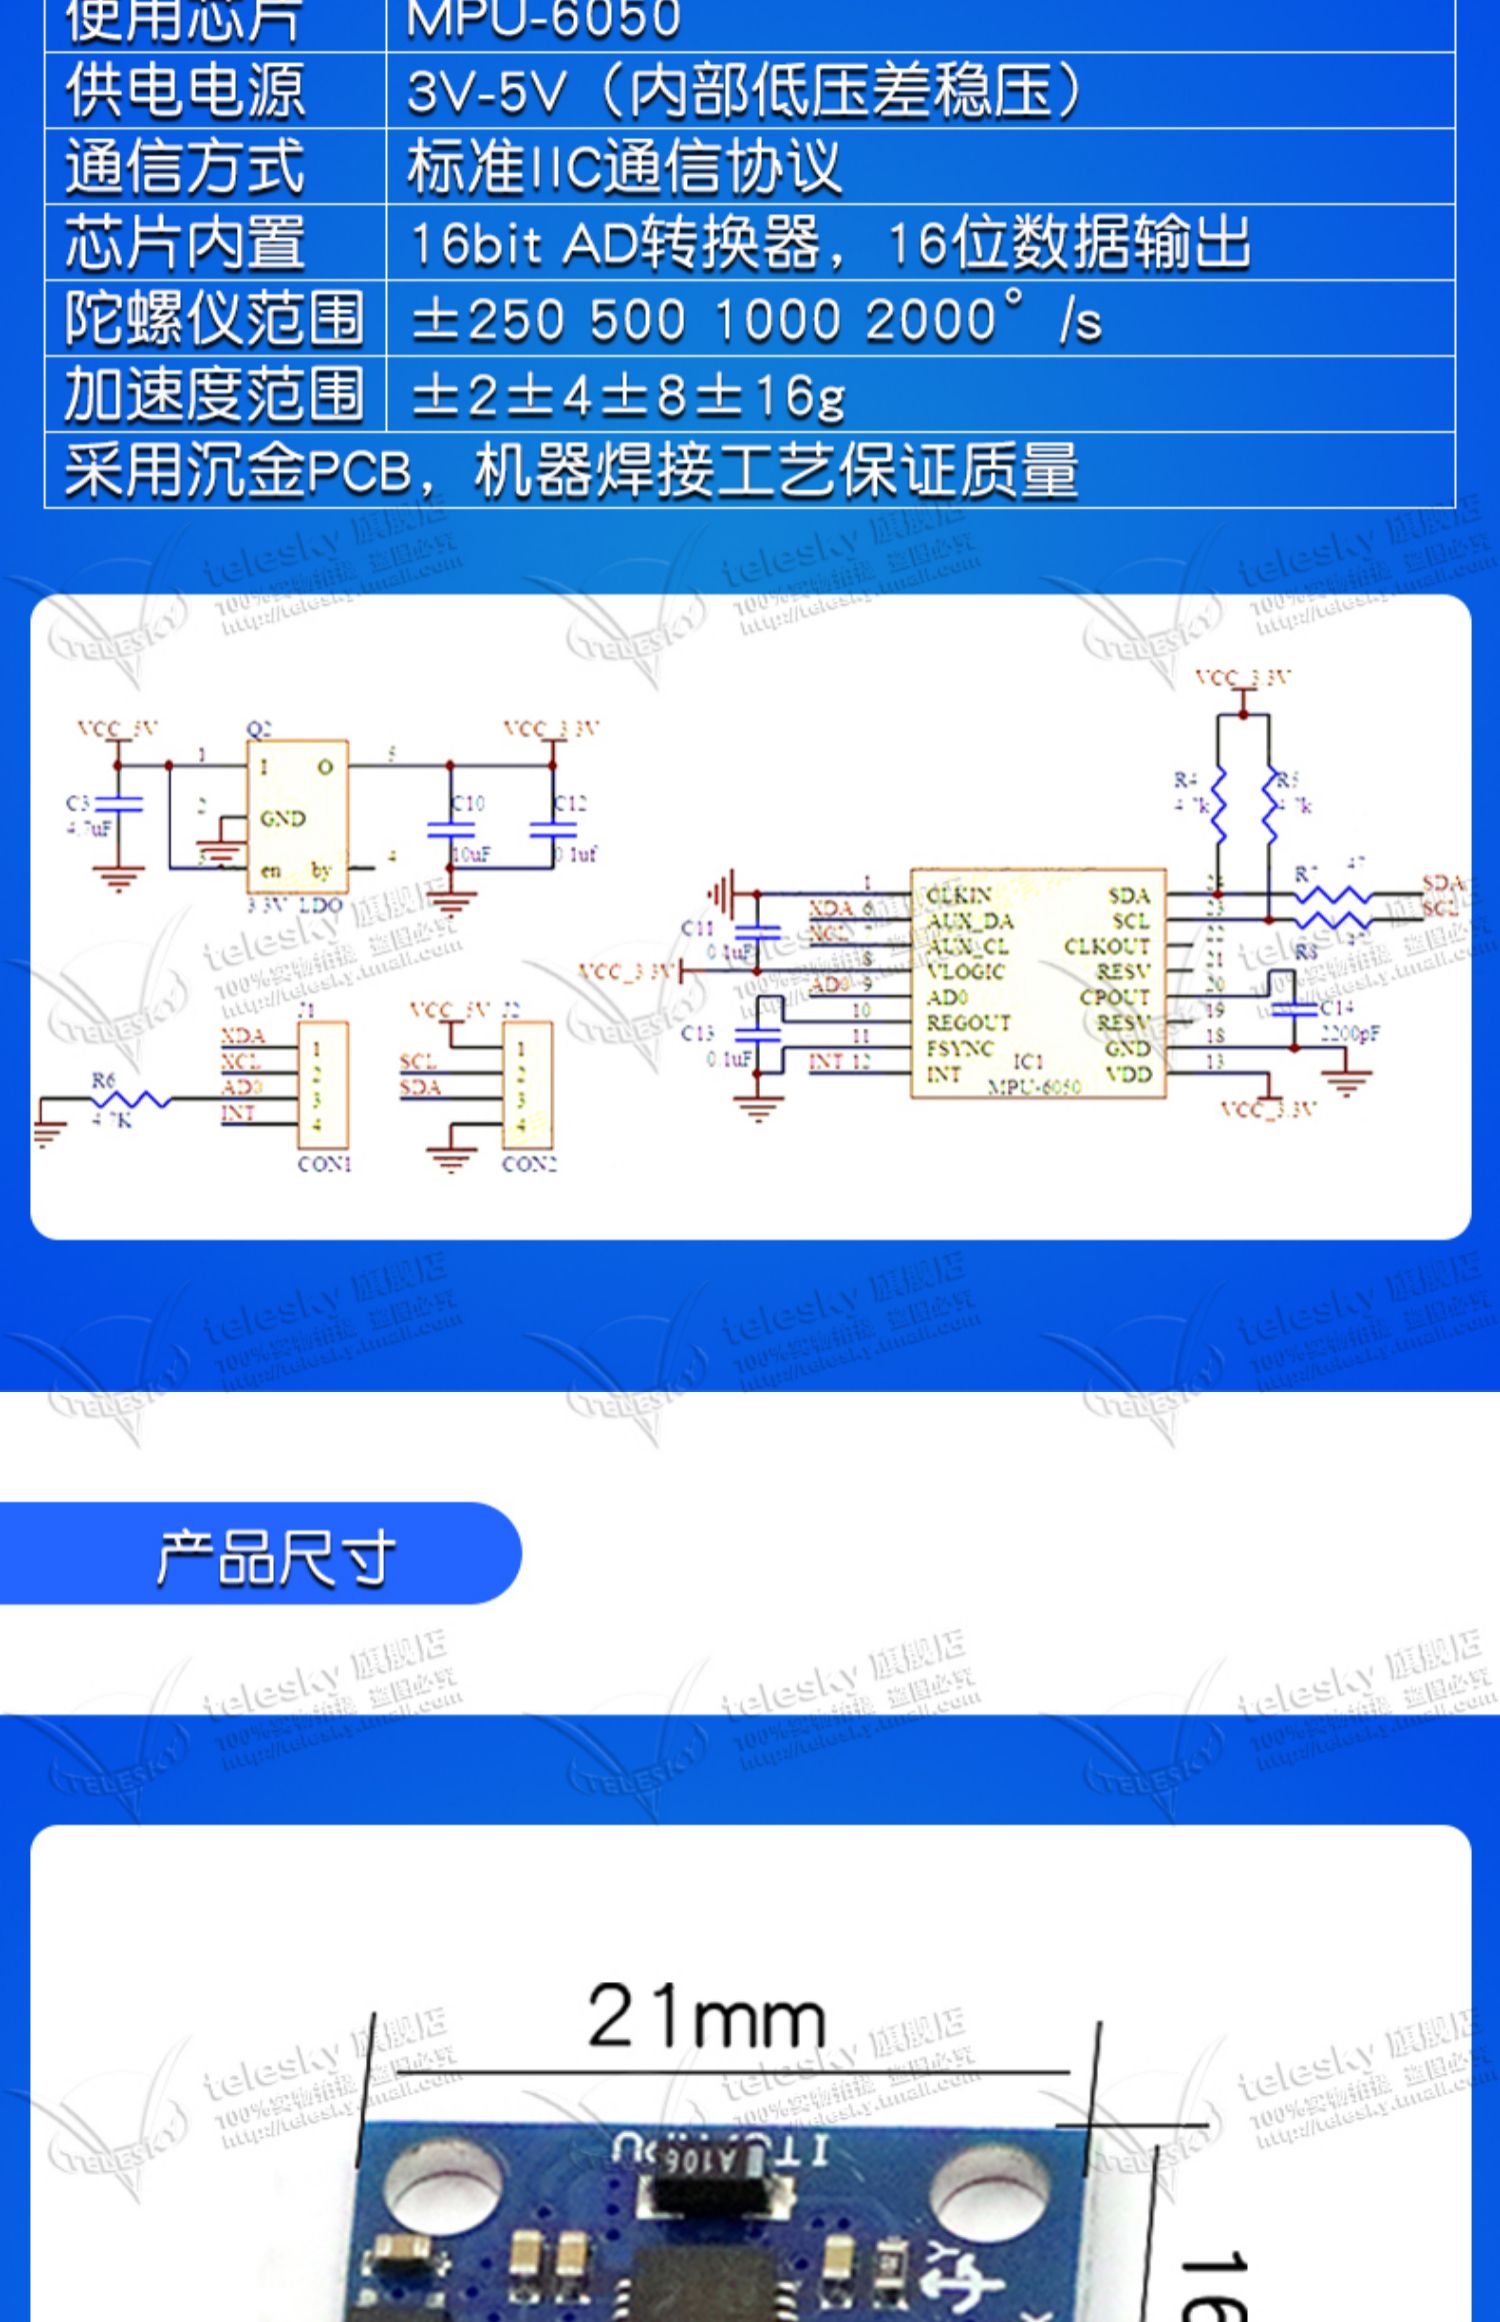 使用芯片 MPU-6050
供电电源 3V-5V（内部低压差稳压）
通信方式 标准IIC通信协议
芯片内置 16bit AD转换器，16位数据输出
陀螺仪范围 ±250 500 1000 2000° /s
加速度范围 ±2±4±8±16g
采用沉金PCB，机器焊接工艺保证质量
telesky 旗舰店
100%实物拍摄 盗图必究
http://telesky.tmall.com
TELESKY
VCC_3.3V
VCC_5V Q2 VCC_3.3V
1 I O 5
R4 R5
4.7k 4.7k
C3 2 C10 C12
4.7uF GND
10uF 0.1uf
3 en by 4
3.3V LDO
1 CLKIN SDA R7 47 SDA
XDA 6 AUX_DA SCL 23 SCL
C11 XCL AUX_CL CLKOUT 22 R8
0.1uF
VCC_3.3V 8 VLOGIC RESV 21
AD0 9 AD0 CPOUT 20
C13 10 REGOUT RESV 19 C14
0.1uF 11 FSYNC GND 18 2200pF
INT 12 INT IC1 VDD 13
MPU-6050
VCC_3.3V
J1 VCC_5V J2
XDA 1 1
XCL 2 SCL 2
R6 AD0 3 SDA 3
4.7K INT 4 4
CON1 CON2
产品尺寸
21mm
A106
Y
16